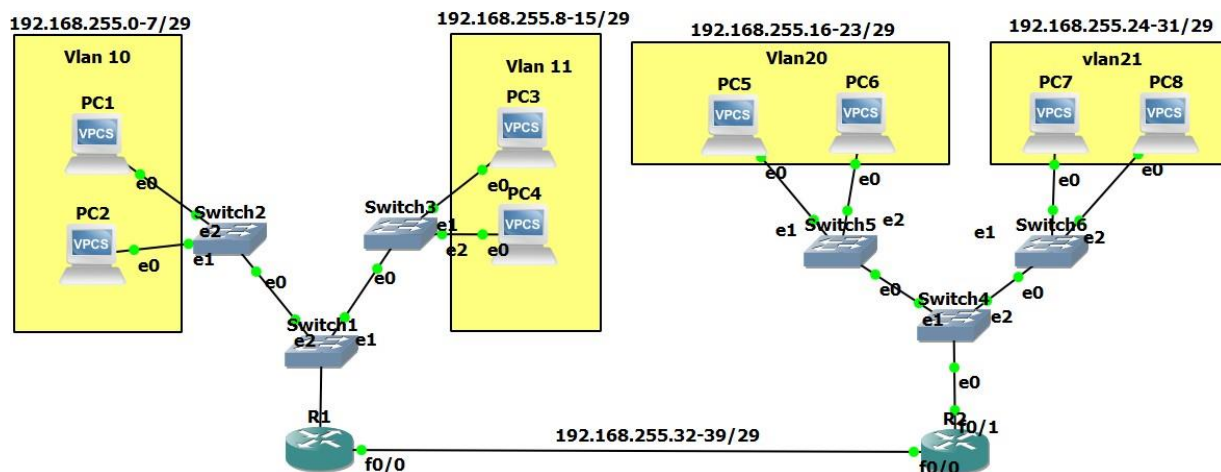 192.168.255.0-7/29
192.168.255.8-15/29
192.168.255.16-23/29
192.168.255.24-31/29
Vlan 10
Vlan 11
Vlan20
vlan21
PC1
VPCS
e0
PC2
VPCS
e0
PC3
VPCS
e0
PC4
VPCS
e0
PC5
VPCS
e0
PC6
VPCS
e0
PC7
VPCS
e0
PC8
VPCS
e0
Switch2
e2
e1
e0
Switch3
e1
e2
e0
Switch5
e1
e2
e0
Switch6
e1
e2
e0
Switch1
e2
e1
Switch4
e1
e2
e0
R1
f0/0
192.168.255.32-39/29
R2
f0/1
f0/0